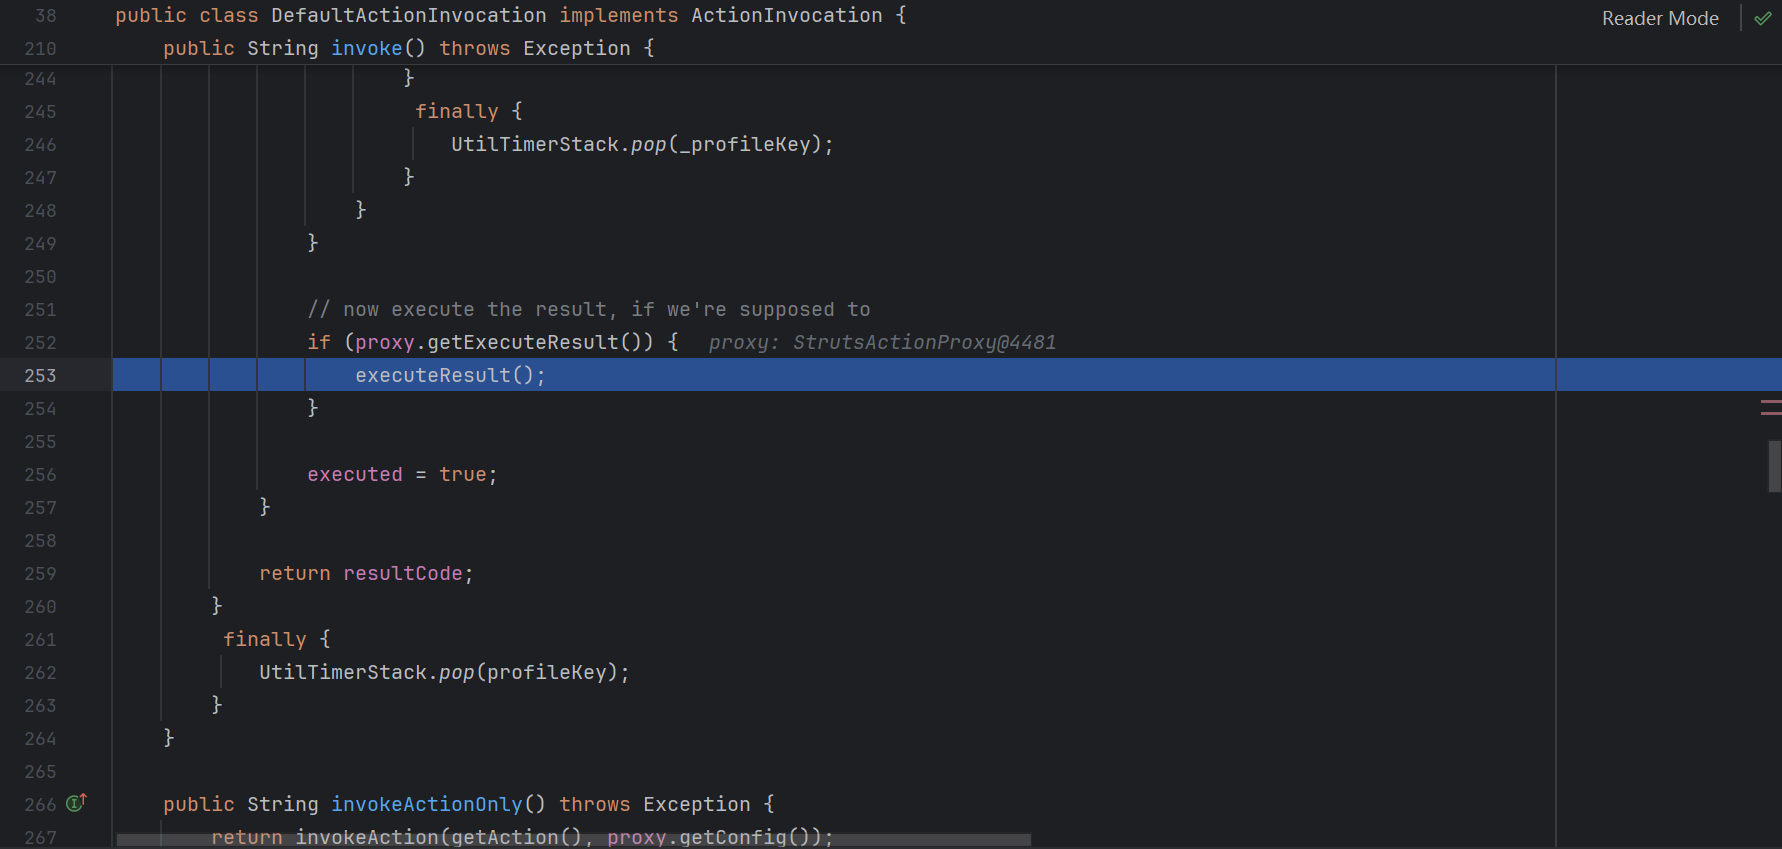 38 public class DefaultActionInvocation implements ActionInvocation {
Reader Mode
210 public String invoke() throws Exception {
244 }
245 finally {
246 UtilTimerStack.pop(_profileKey);
247 }
248 }
249 }
250
251 // now execute the result, if we're supposed to
252 if (proxy.getExecuteResult()) { proxy: StrutsActionProxy@4481
253 executeResult();
254 }
255
256 executed = true;
257 }
258
259 return resultCode;
260 }
261 finally {
262 UtilTimerStack.pop(profileKey);
263 }
264 }
265
266 public String invokeActionOnly() throws Exception {
267 return invokeAction(getAction(), proxy.getConfig());